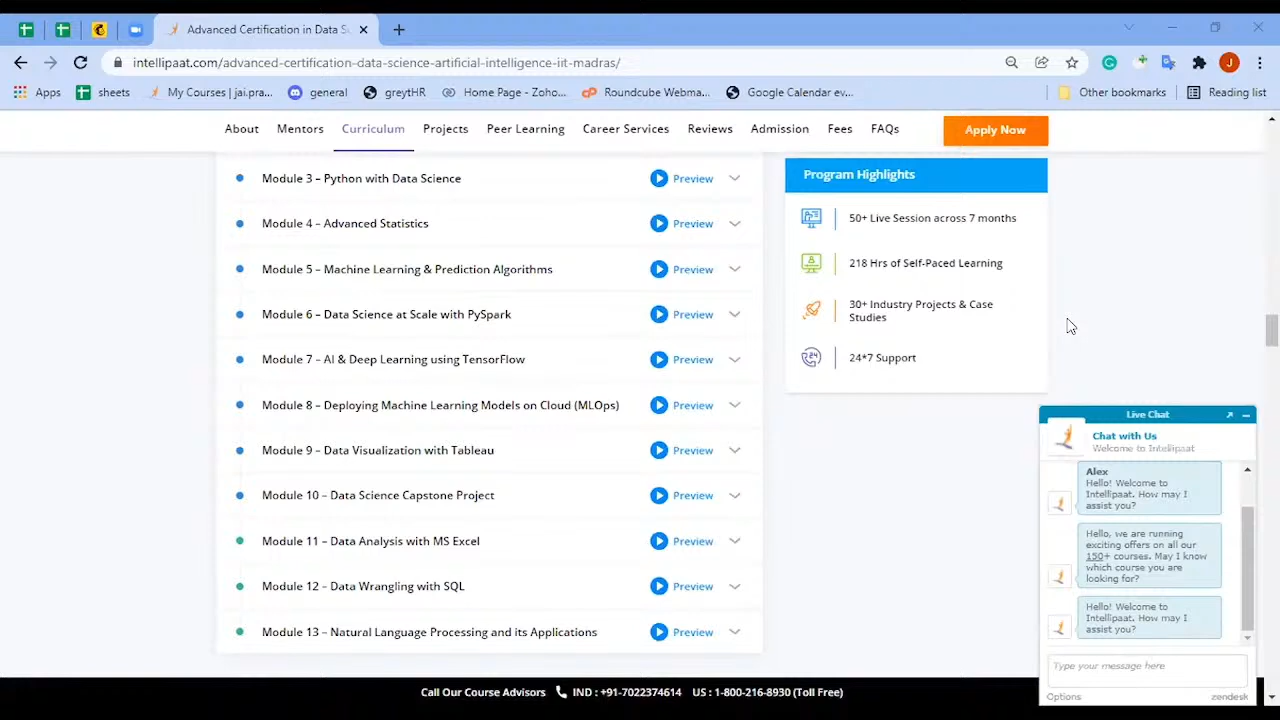 Advanced Certification in Data S
intellipaat.com/advanced-certification-data-science-artificial-intelligence-iit-madras/
J
Apps
sheets
My Courses | jai.pra...
general
greytHR
Home Page - Zoho...
Roundcube Webma...
Google Calendar ev...
Other bookmarks
Reading list
About
Mentors
Curriculum
Projects
Peer Learning
Career Services
Reviews
Admission
Fees
FAQs
Apply Now
Module 3 – Python with Data Science
Preview
Module 4 – Advanced Statistics
Preview
Module 5 – Machine Learning & Prediction Algorithms
Preview
Module 6 – Data Science at Scale with PySpark
Preview
Module 7 – AI & Deep Learning using TensorFlow
Preview
Module 8 – Deploying Machine Learning Models on Cloud (MLOps)
Preview
Module 9 – Data Visualization with Tableau
Preview
Module 10 – Data Science Capstone Project
Preview
Module 11 – Data Analysis with MS Excel
Preview
Module 12 – Data Wrangling with SQL
Preview
Module 13 – Natural Language Processing and its Applications
Preview
Program Highlights
50+ Live Session across 7 months
218 Hrs of Self-Paced Learning
30+ Industry Projects & Case
Studies
24*7 Support
Live Chat
Chat with Us
Welcome to Intellipaat
Alex
Hello! Welcome to
Intellipaat. How may I
assist you?
Hello, we are running
exciting offers on all our
150+ courses. May I know
which course you are
looking for?
Hello! Welcome to
Intellipaat. How may I
assist you?
Type your message here
Options
zendesk
Call Our Course Advisors
IND : +91-7022374614
US : 1-800-216-8930 (Toll Free)